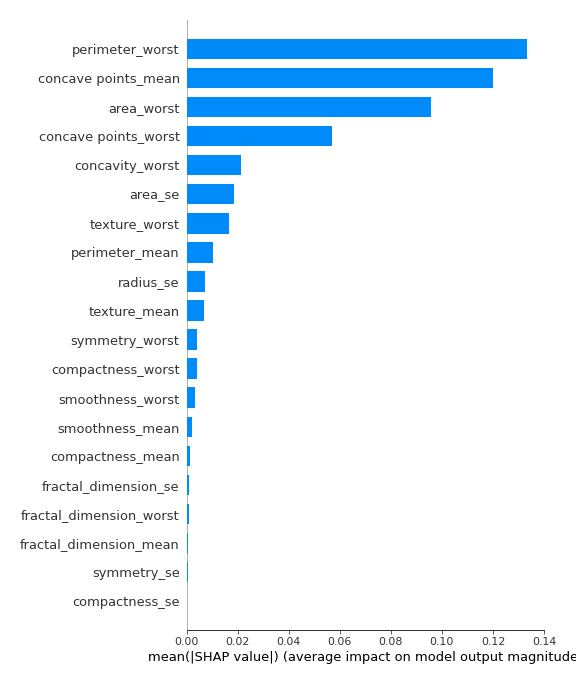 perimeter_worst
concave points_mean
area_worst
concave points_worst
concavity_worst
area_se
texture_worst
perimeter_mean
radius_se
texture_mean
symmetry_worst
compactness_worst
smoothness_worst
smoothness_mean
compactness_mean
fractal_dimension_se
fractal_dimension_worst
fractal_dimension_mean
symmetry_se
compactness_se
0.00 0.02 0.04 0.06 0.08 0.10 0.12 0.14
mean(|SHAP value|) (average impact on model output magnitude